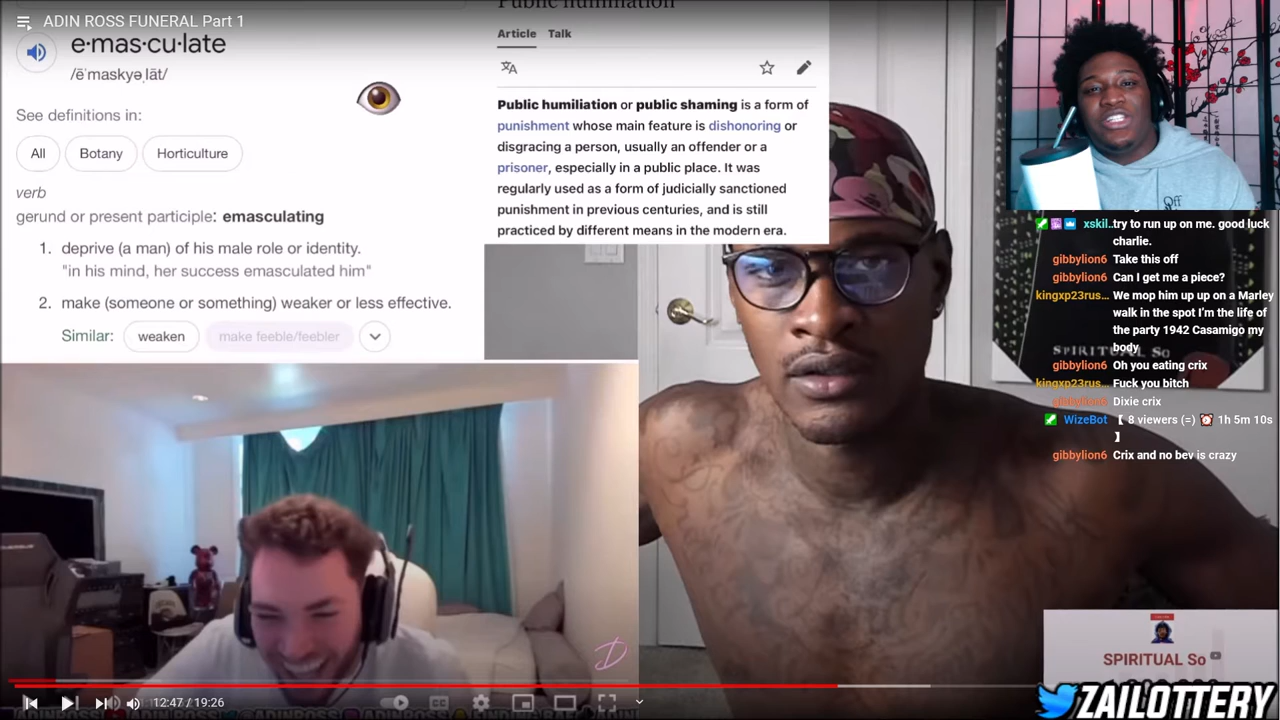 ADIN ROSS FUNERAL Part 1
e·mas·cu·late
/ēˈmaskyəˌlāt/
See definitions in:
All
Botany
Horticulture
verb
gerund or present participle: emasculating
1. deprive (a man) of his male role or identity.
"in his mind, her success emasculated him"
2. make (someone or something) weaker or less effective.
Similar:
weaken
make feeble/feebler
Public humiliation
Article
Talk
Public humiliation or public shaming is a form of
punishment whose main feature is dishonoring or
disgracing a person, usually an offender or a
prisoner, especially in a public place. It was
regularly used as a form of judicially sanctioned
punishment in previous centuries, and is still
practiced by different means in the modern era.
Off
xskil.. try to run up on me. good luck
charlie.
gibbylion6 Take this off
gibbylion6 Can I get me a piece?
kingxp23rus... We mop him up up on a Marley
walk in the spot I'm the life of
the party 1942 Casamigo my
body
SPIRITUAL So
gibbylion6 Oh you eating crix
kingxp23rus... Fuck you bitch
gibbylion6 Dixie crix
WizeBot 【 8 viewers (=) ⏰ 1h 5m 10s
】
gibbylion6 Crix and no bev is crazy
SPIRITUAL So
12:47 / 19:26
ZAILOTTERY